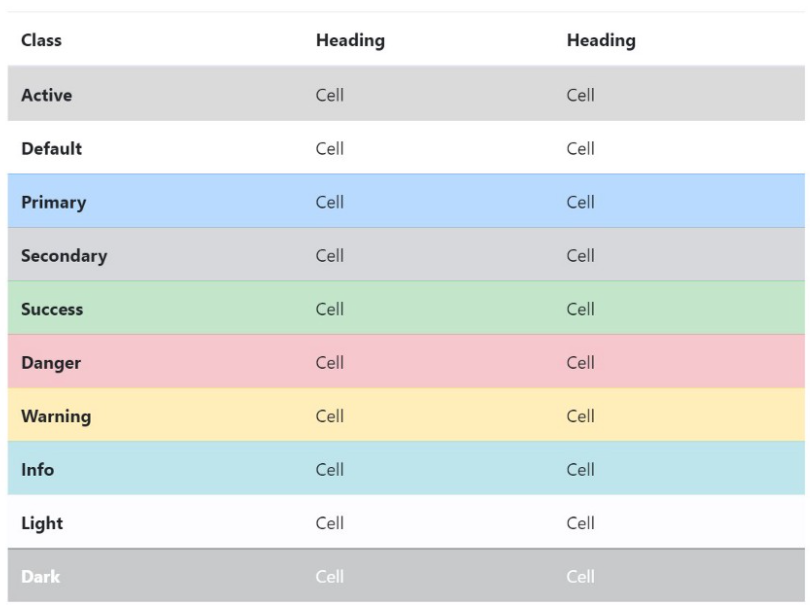 Class Heading Heading
Active Cell Cell
Default Cell Cell
Primary Cell Cell
Secondary Cell Cell
Success Cell Cell
Danger Cell Cell
Warning Cell Cell
Info Cell Cell
Light Cell Cell
Dark Cell Cell